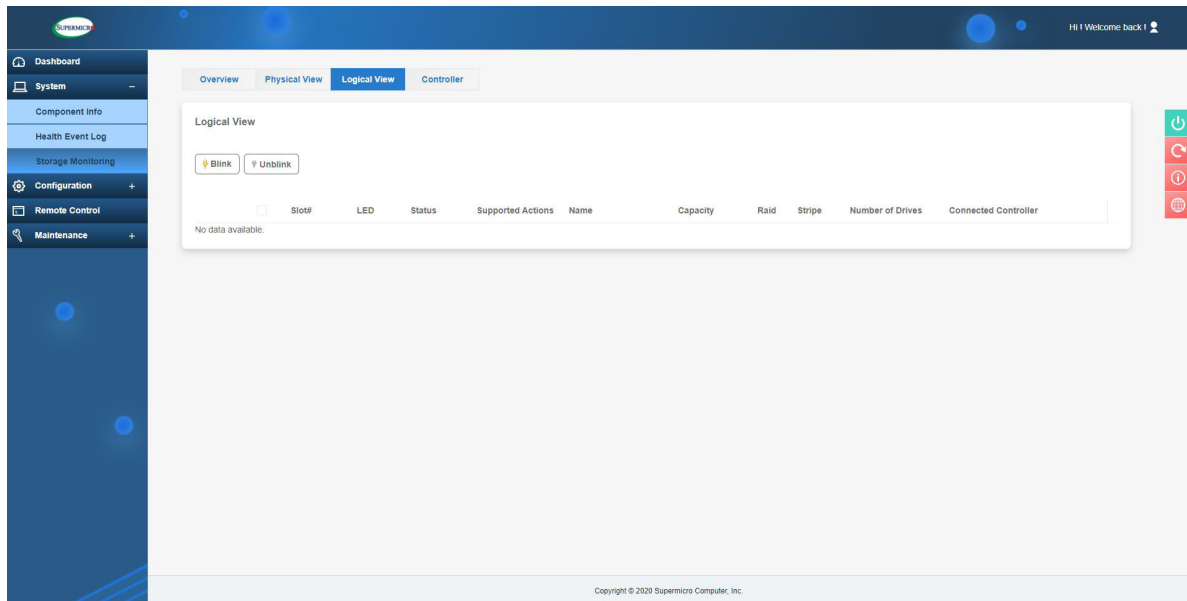 SUPERMICR
Hi ! Welcome back !
Dashboard
System −
Component Info
Health Event Log
Storage Monitoring
Configuration +
Remote Control
Maintenance +
Overview Physical View Logical View Controller
Logical View
Blink Unblink
Slot# LED Status Supported Actions Name Capacity Raid Stripe Number of Drives Connected Controller
No data available.
Copyright © 2020 Supermicro Computer, Inc.